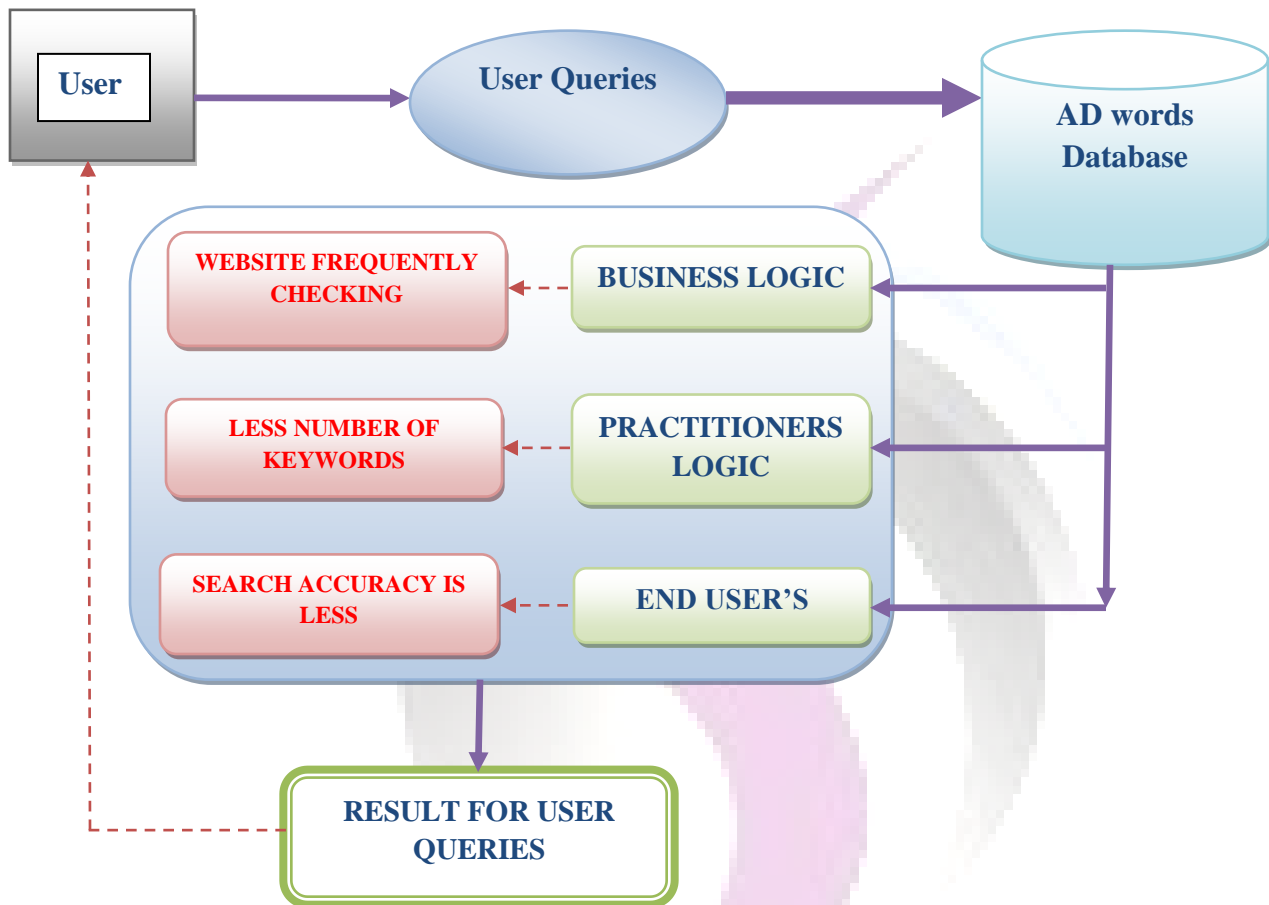 User
User Queries
AD words
Database
WEBSITE FREQUENTLY
CHECKING
BUSINESS LOGIC
LESS NUMBER OF
KEYWORDS
PRACTITIONERS
LOGIC
SEARCH ACCURACY IS
LESS
END USER’S
RESULT FOR USER
QUERIES